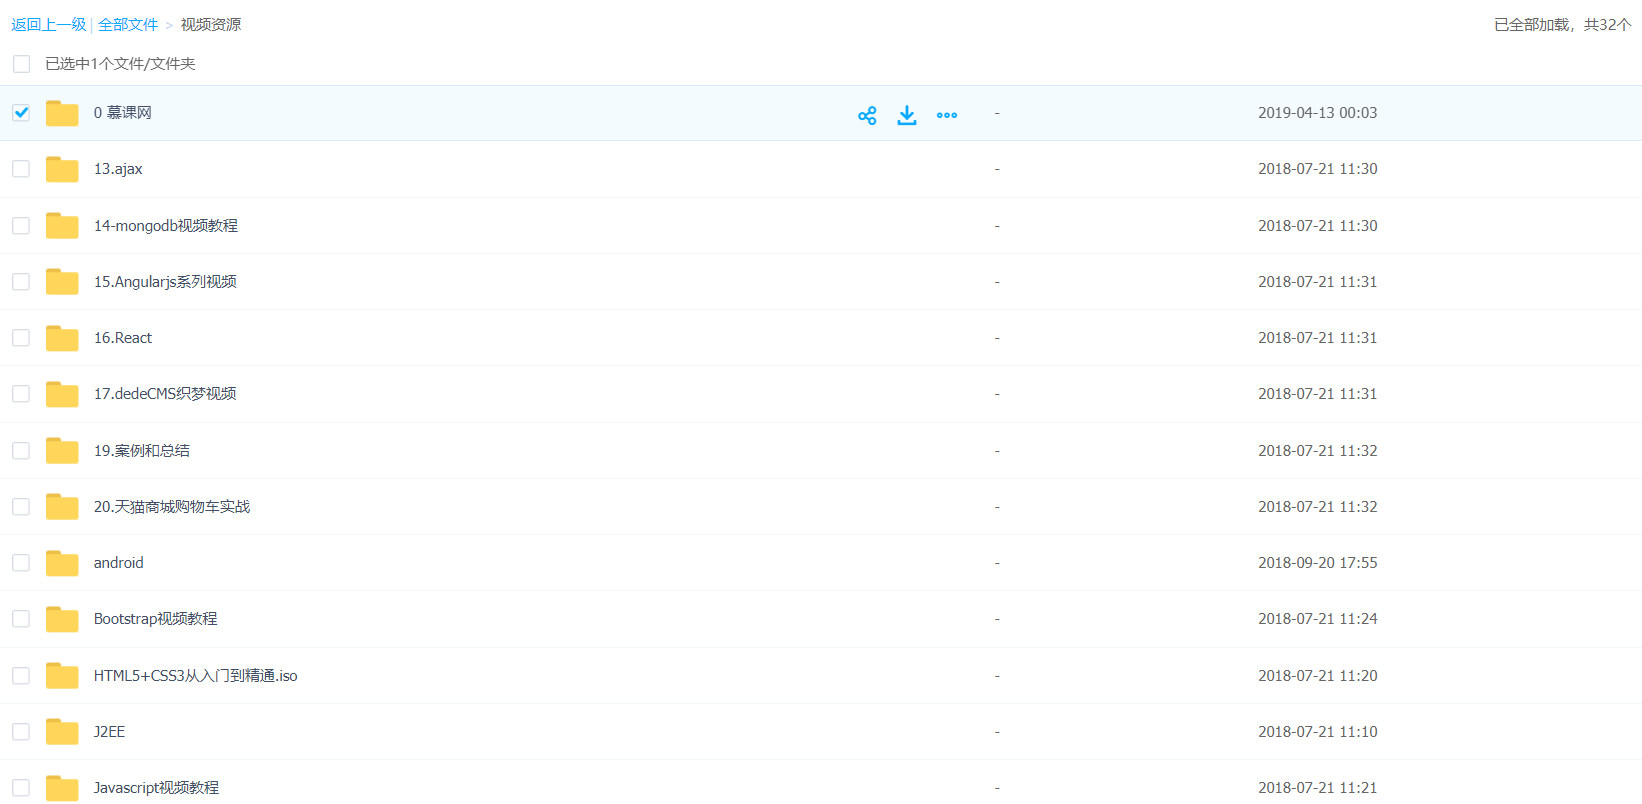 返回上一级 | 全部文件 > 视频资源 已全部加载，共32个
已选中1个文件/文件夹
0 慕课网 - 2019-04-13 00:03
13.ajax - 2018-07-21 11:30
14-mongodb视频教程 - 2018-07-21 11:30
15.Angularjs系列视频 - 2018-07-21 11:31
16.React - 2018-07-21 11:31
17.dedeCMS织梦视频 - 2018-07-21 11:31
19.案例和总结 - 2018-07-21 11:32
20.天猫商城购物车实战 - 2018-07-21 11:32
android - 2018-09-20 17:55
Bootstrap视频教程 - 2018-07-21 11:24
HTML5+CSS3从入门到精通.iso - 2018-07-21 11:20
J2EE - 2018-07-21 11:10
Javascript视频教程 - 2018-07-21 11:21